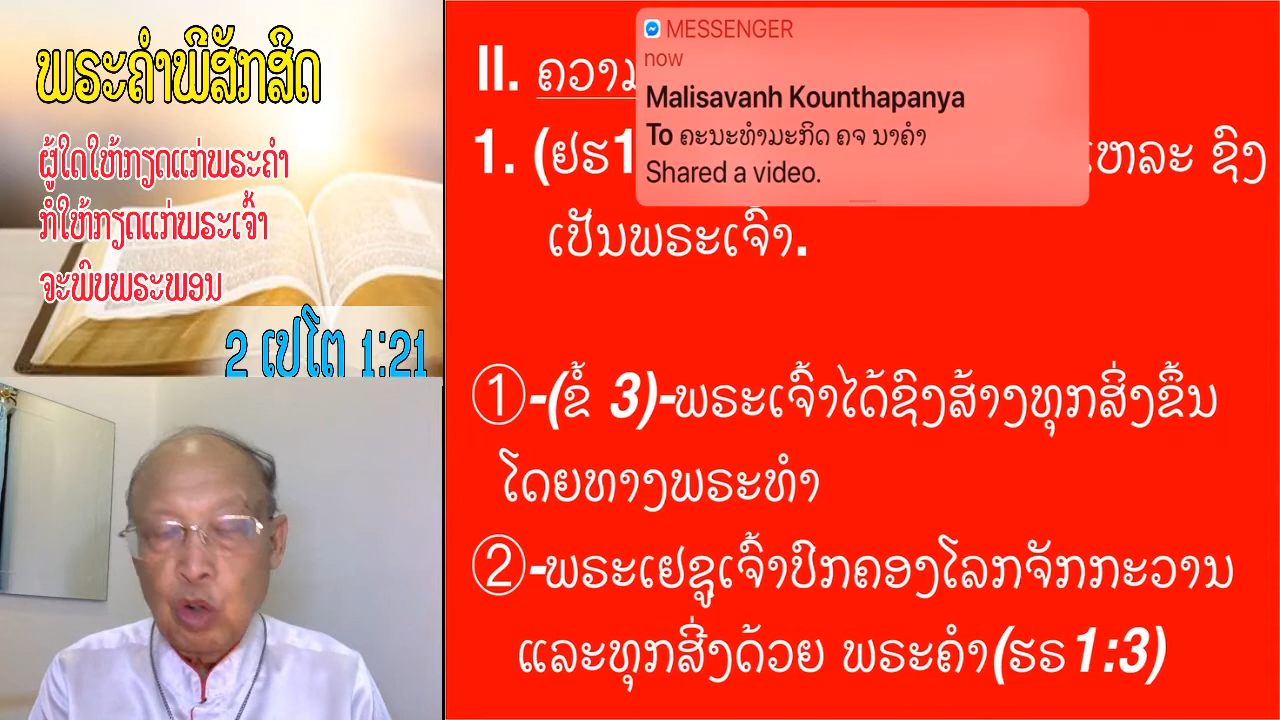 ພຣະຄຳພີສັກສິດ
ຜູ້ໃດໃຫ້ກຽດແກ່ພຣະຄຳ
ກໍໃຫ້ກຽດແກ່ພຣະເຈົ້າ
ຈະພົບພຣະພອນ
2 ເປໂຕ 1:21
II. ຄວາມ
MESSENGER
now
Malisavanh Kounthapanya
To ຄະນະທຳມະກິດ ຄຈ ນາຄຳ
Shared a video.
1. (ຢຮ1 ເຫລະ ຊົງ
ເປັນພຣະເຈົ້າ.
①-(ຂໍ້ 3)-ພຣະເຈົ້າໄດ້ຊົງສ້າງທຸກສິ່ງຂຶ້ນ
ໂດຍທາງພຣະທຳ
②-ພຣະເຢຊູເຈົ້າປົກຄອງໂລກຈັກກະວານ
ແລະທຸກສີ່ງດ້ວຍ ພຣະຄຳ(ຮຣ1:3)